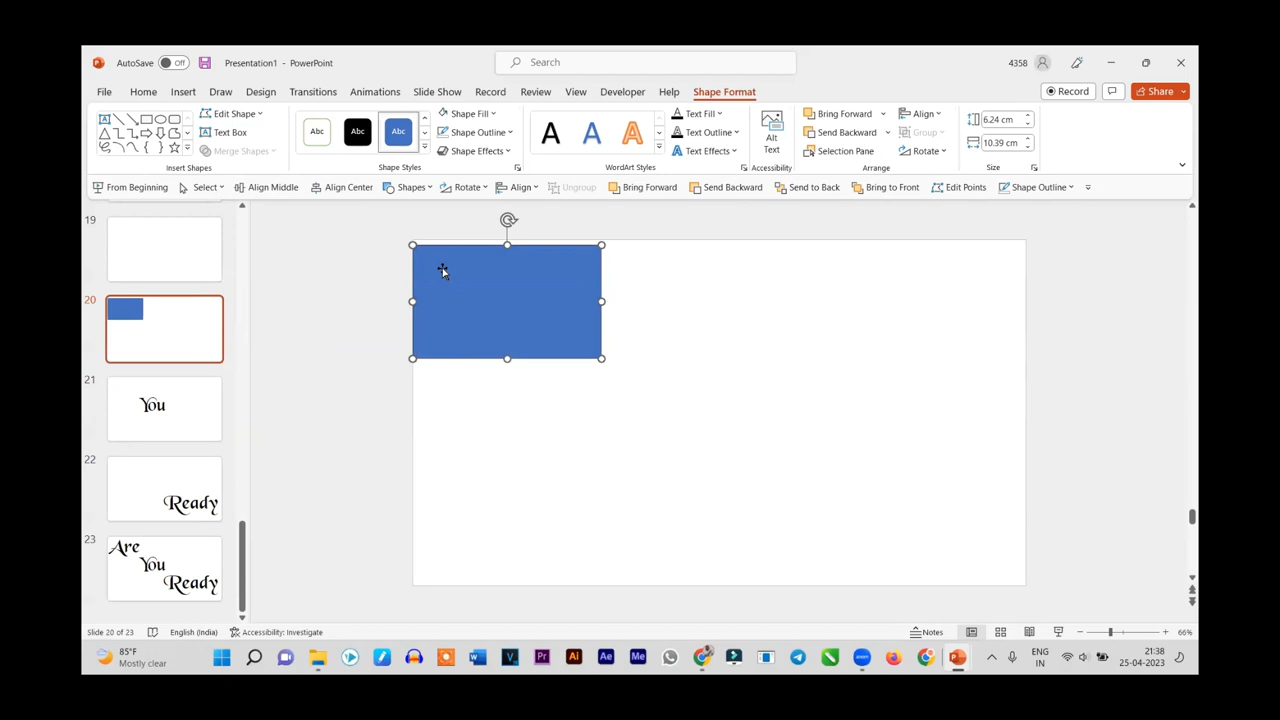 AutoSave Off Presentation1 - PowerPoint Search 4358
File Home Insert Draw Design Transitions Animations Slide Show Record Review View Developer Help Shape Format Record Share
Edit Shape
Text Box
Merge Shapes
Insert Shapes
Abc Abc Abc
Shape Fill
Shape Outline
Shape Effects
Shape Styles
A A A
Text Fill
Text Outline
Text Effects
WordArt Styles
Alt
Text
Accessibility
Bring Forward
Send Backward
Selection Pane
Align
Group
Rotate
Arrange
6.24 cm
10.39 cm
Size
From Beginning Select Align Middle Align Center Shapes Rotate Align Ungroup Bring Forward Send Backward Send to Back Bring to Front Edit Points Shape Outline
19
20
21
You
22
Ready
23
Are
You
Ready
Slide 20 of 23 English (India) Accessibility: Investigate Notes 66%
85°F
Mostly clear
ENG
IN
21:38
25-04-2023